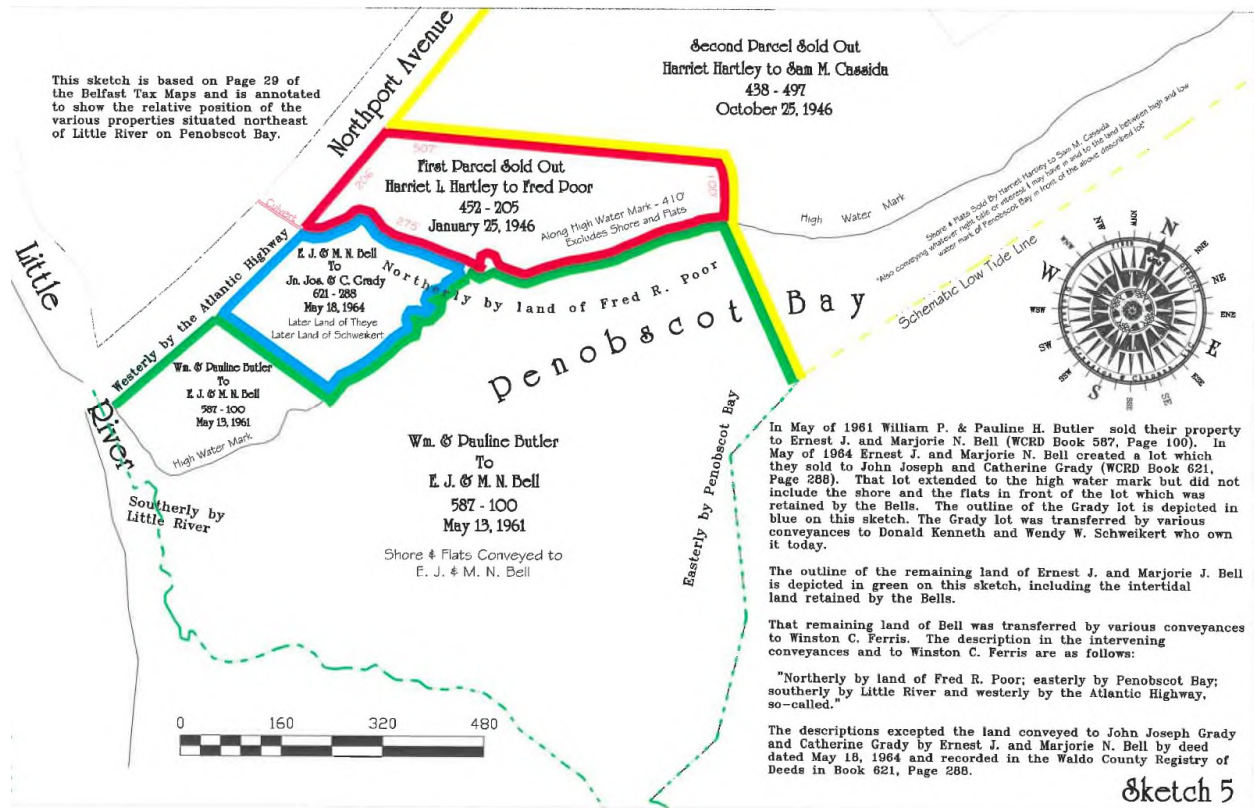 This sketch is based on Page 29 of
the Belfast Tax Maps and is annotated
to show the relative position of the
various properties situated northeast
of Little River on Penobscot Bay.
Northport Avenue
Second Parcel Sold Out
Harriet Hartley to Sam M. Cassida
438 - 497
October 25, 1946
507
206
275
100'
First Parcel Sold Out
Harriet L Hartley to Fred Poor
452 - 205
January 25, 1946
Along High Water Mark - 410'
Excludes Shore and Flats
High Water Mark
Shore & Flats Sold By Harriet Hartley to Sam M. Cassida
"Also conveying whatever right title or interest I may have in and to the land between high and low
water mark of Penobscot Bay in front of the above described lot"
Schematic Low Tide Line
Culvert
Little
River
Westerly by the Atlantic Highway
E. J. & M. N. Bell
To
Jn. Jos. & C. Grady
621 - 288
May 18, 1964
Later Land of Theye
Later Land of Schweikert
Northerly by land of Fred R. Poor
Penobscot Bay
Wm. & Pauline Butler
To
E. J. & M. N. Bell
587 - 100
May 13, 1961
High Water Mark
Southerly by
Little River
Wm. & Pauline Butler
To
E. J. & M. N. Bell
587 - 100
May 13, 1961
Shore & Flats Conveyed to
E. J. & M. N. Bell
Easterly by Penobscot Bay
N
NNE
NE
ENE
E
ESE
SE
SSE
S
SSW
SW
WSW
W
WNW
NW
NNW
In May of 1961 William P. & Pauline H. Butler sold their property
to Ernest J. and Marjorie N. Bell (WCRD Book 587, Page 100). In
May of 1964 Ernest J. and Marjorie N. Bell created a lot which
they sold to John Joseph and Catherine Grady (WCRD Book 621,
Page 288). That lot extended to the high water mark but did not
include the shore and the flats in front of the lot which was
retained by the Bells. The outline of the Grady lot is depicted in
blue on this sketch. The Grady lot was transferred by various
conveyances to Donald Kenneth and Wendy W. Schweikert who own
it today.
The outline of the remaining land of Ernest J. and Marjorie J. Bell
is depicted in green on this sketch, including the intertidal
land retained by the Bells.
That remaining land of Bell was transferred by various conveyances
to Winston C. Ferris. The description in the intervening
conveyances and to Winston C. Ferris are as follows:
"Northerly by land of Fred R. Poor; easterly by Penobscot Bay;
southerly by Little River and westerly by the Atlantic Highway,
so-called."
The descriptions excepted the land conveyed to John Joseph Grady
and Catherine Grady by Ernest J. and Marjorie N. Bell by deed
dated May 18, 1964 and recorded in the Waldo County Registry of
Deeds in Book 621, Page 288.
0 160 320 480
Sketch 5